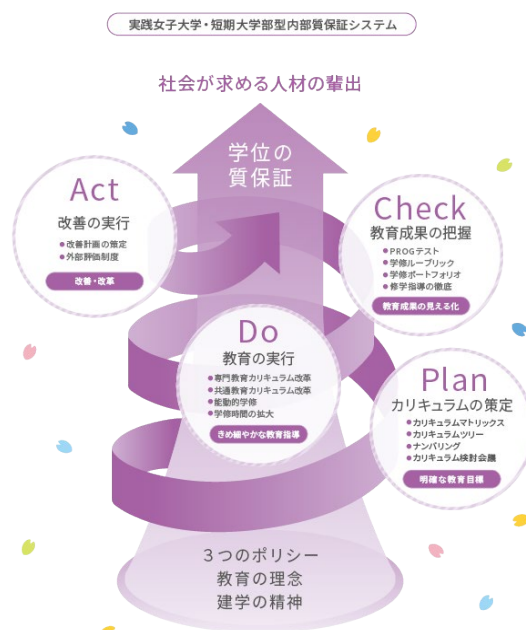 実践女子大学・短期大学部型内部質保証システム
社会が求める人材の輩出
学位の
質保証
Act
改善の実行
●改善計画の策定
●外部評価制度
改善・改革
Check
教育成果の把握
●PROGテスト
●学修ルーブリック
●学修ポートフォリオ
●修学指導の徹底
教育成果の見える化
Do
教育の実行
●専門教育カリキュラム改革
●共通教育カリキュラム改革
●能動的学修
●学修時間の拡大
きめ細やかな教育指導
Plan
カリキュラムの策定
●カリキュラムマトリックス
●カリキュラムツリー
●ナンバリング
●カリキュラム検討会議
明確な教育目標
3つのポリシー
教育の理念
建学の精神